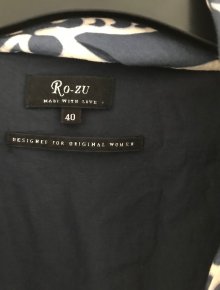 RO-ZU
MADE WITH LOVE
40
DESIGNED FOR ORIGINAL WOMEN